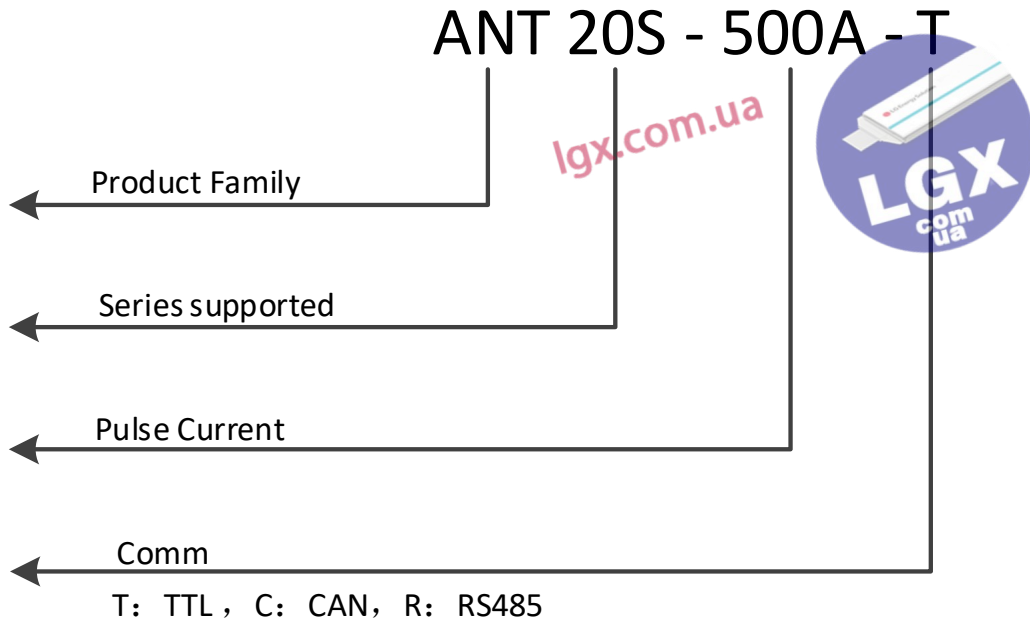 ANT 20S - 500A - T
lgx.com.ua
LGX
com
ua
Product Family
Series supported
Pulse Current
Comm
T： TTL ， C： CAN， R： RS485